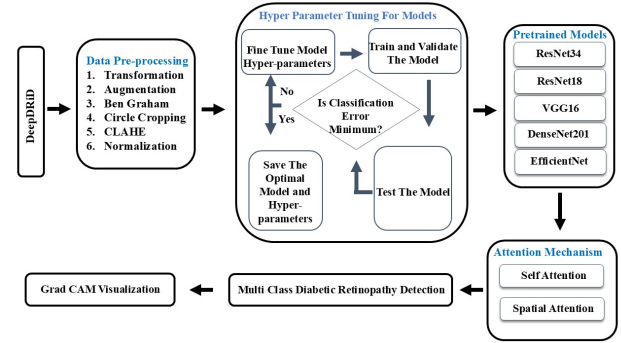 DeepDRiD
Data Pre-processing
1. Transformation
2. Augmentation
3. Ben Graham
4. Circle Cropping
5. CLAHE
6. Normalization
Hyper Parameter Tuning For Models
Fine Tune Model
Hyper-parameters
Train and Validate
The Model
No
Yes
Is Classification
Error
Minimum?
Save The
Optimal
Model and
Hyper-
parameters
Test The Model
Pretrained Models
ResNet34
ResNet18
VGG16
DenseNet201
EfficientNet
Attention Mechanism
Self Attention
Spatial Attention
Multi Class Diabetic Retinopathy Detection
Grad CAM Visualization